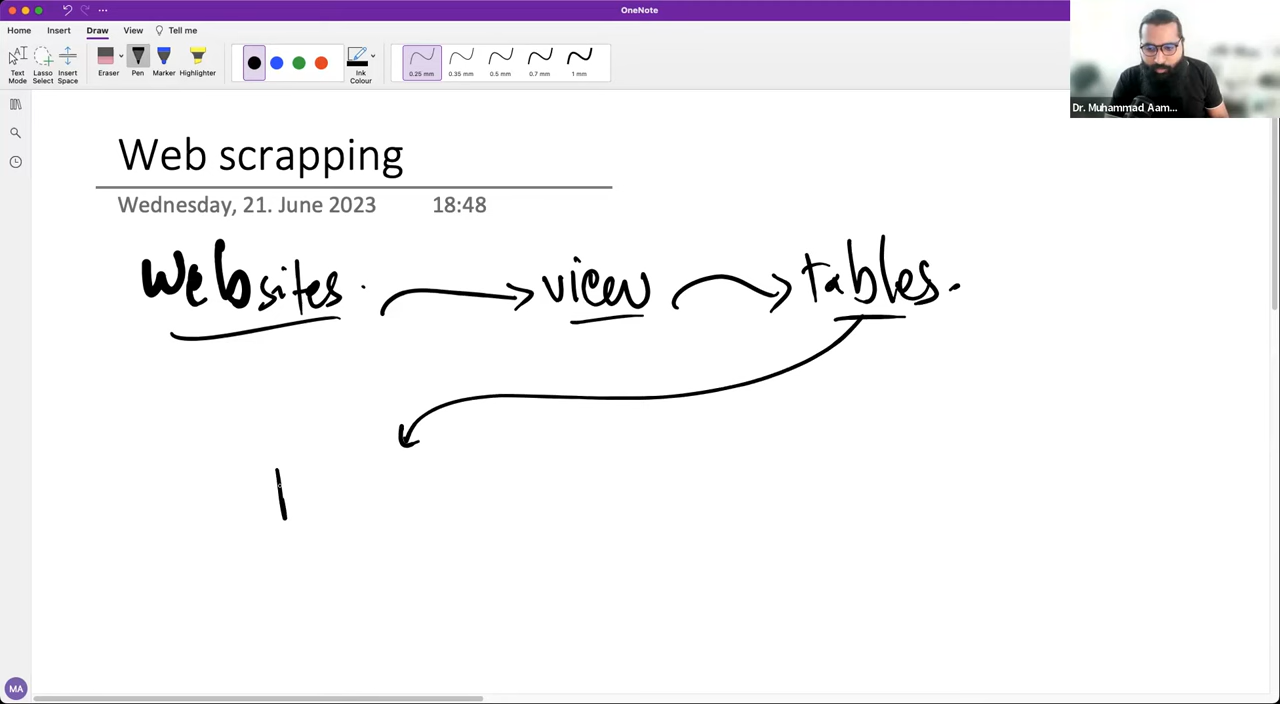 OneNote
Home Insert Draw View Tell me
Text Mode Lasso Select Insert Space Eraser Pen Marker Highlighter Ink Colour 0.25 mm 0.35 mm 0.5 mm 0.7 mm 1 mm
Dr. Muhammad Aam...
Web scrapping
Wednesday, 21. June 2023 18:48
Websites. view tables.
MA